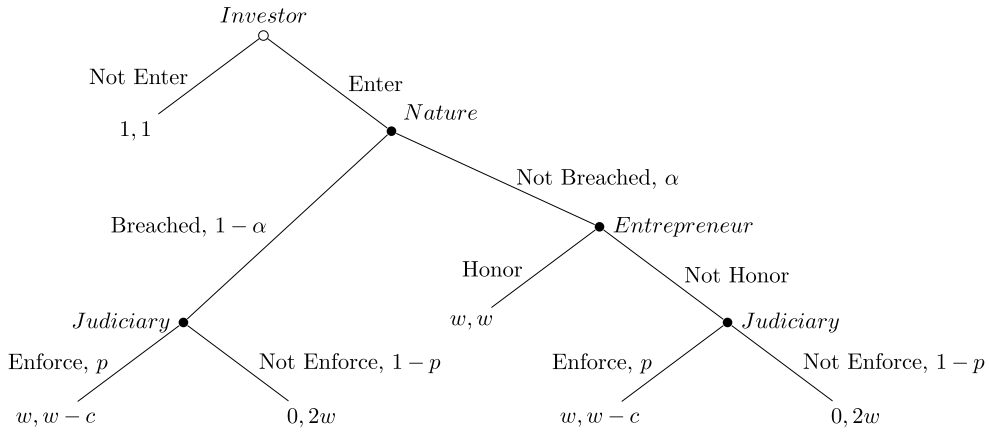 Investor
Not Enter
Enter
1, 1
Nature
Not Breached, α
Breached, 1 − α
Entrepreneur
Honor
Not Honor
w, w
Judiciary
Judiciary
Enforce, p
Not Enforce, 1 − p
Enforce, p
Not Enforce, 1 − p
w, w − c
0, 2w
w, w − c
0, 2w